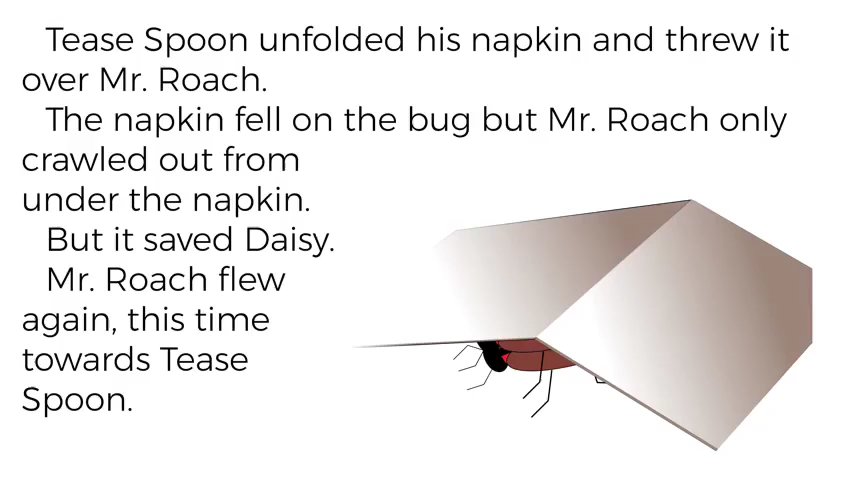 Tease Spoon unfolded his napkin and threw it
over Mr. Roach.
The napkin fell on the bug but Mr. Roach only
crawled out from
under the napkin.
But it saved Daisy.
Mr. Roach flew
again, this time
towards Tease
Spoon.